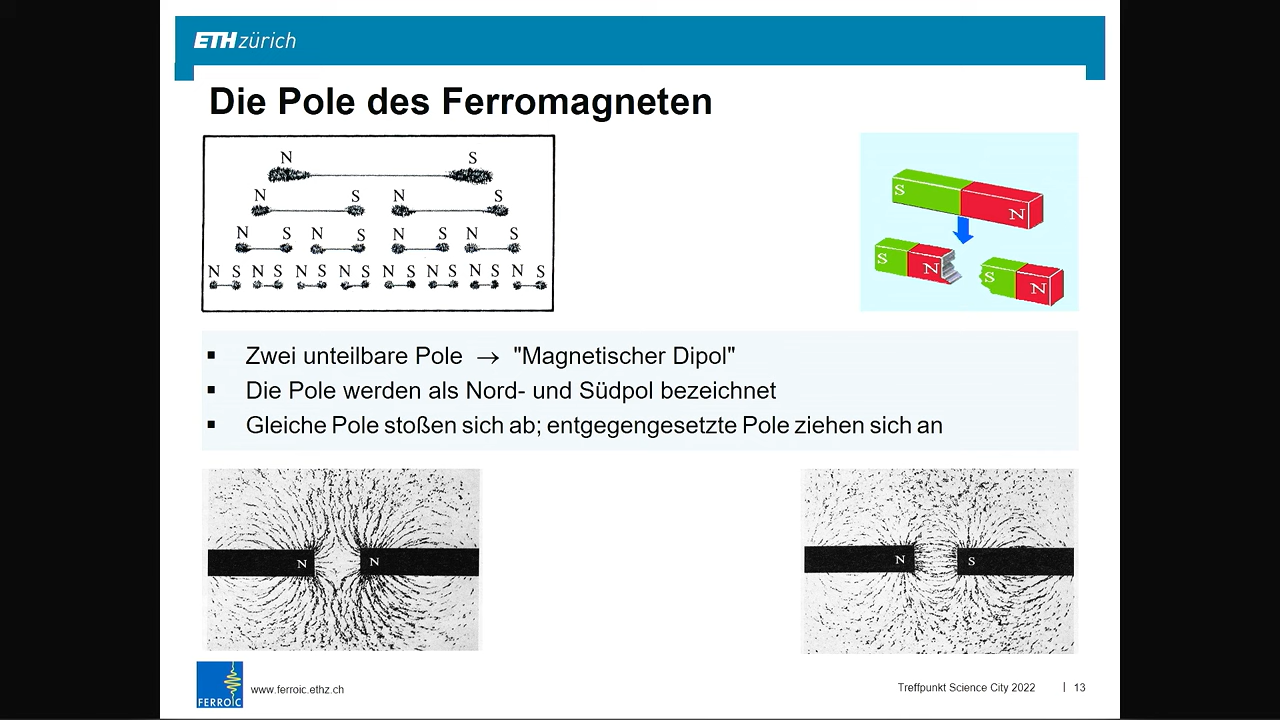 ETH zürich
Die Pole des Ferromagneten
N S
N S N S
N S N S N S N S
N S N S N S N S N S N S N S N S
S N
S N S N
▪ Zwei unteilbare Pole → "Magnetischer Dipol"
▪ Die Pole werden als Nord- und Südpol bezeichnet
▪ Gleiche Pole stoßen sich ab; entgegengesetzte Pole ziehen sich an
N N
N S
FERROIC
www.ferroic.ethz.ch
Treffpunkt Science City 2022 | 13